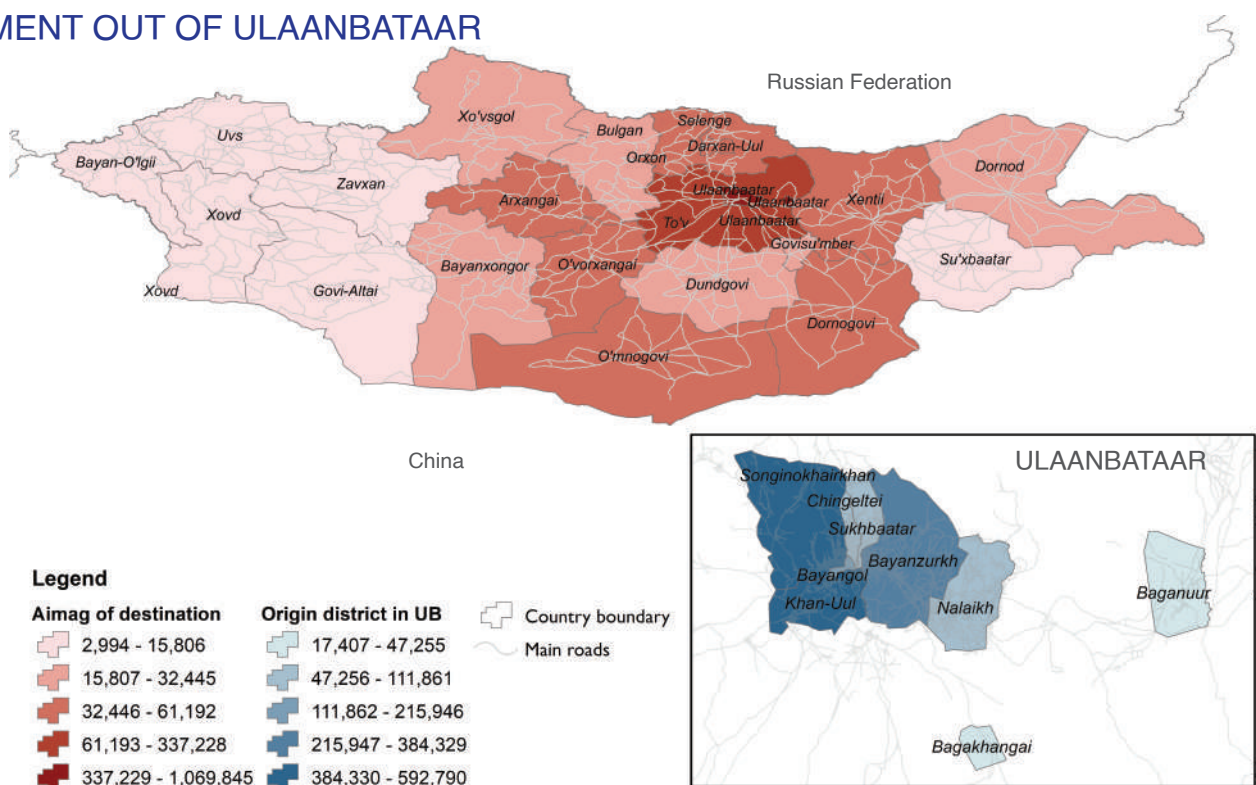 MENT OUT OF ULAANBATAAR
Russian Federation
Xo'vsgol
Selenge
Bulgan
Uvs
Darxan-Uul
Orxon
Bayan-O'lgii
Dornod
Zavxan
Ulaanbaatar
Arxangai
Ulaanbaatar
Xentii
Xovd
To'v
Ulaanbaatar
Govisu'mber
Su'xbaatar
Bayanxongor
O'vorxangai
Dundgovi
Xovd
Govi-Altai
Dornogovi
O'mnogovi
China
ULAANBATAAR
Songinokhairkhan
Chingeltei
Sukhbaatar
Bayanzurkh
Bayangol
Khan-Uul
Nalaikh
Baganuur
Bagakhangai
Legend
Aimag of destination
2,994 - 15,806
15,807 - 32,445
32,446 - 61,192
61,193 - 337,228
337,229 - 1,069,845
Origin district in UB
17,407 - 47,255
47,256 - 111,861
111,862 - 215,946
215,947 - 384,329
384,330 - 592,790
Country boundary
Main roads